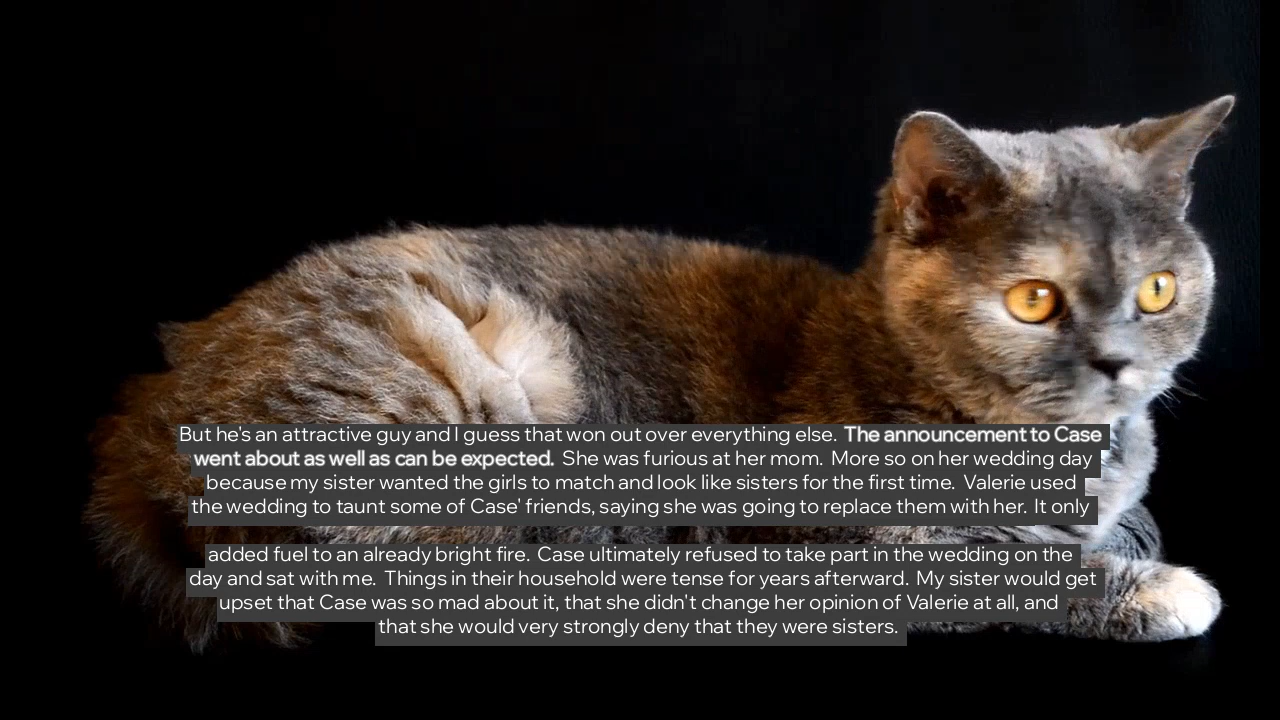 But he's an attractive guy and I guess that won out over everything else. The announcement to Case
went about as well as can be expected. She was furious at her mom. More so on her wedding day
because my sister wanted the girls to match and look like sisters for the first time. Valerie used
the wedding to taunt some of Case' friends, saying she was going to replace them with her. It only
added fuel to an already bright fire. Case ultimately refused to take part in the wedding on the
day and sat with me. Things in their household were tense for years afterward. My sister would get
upset that Case was so mad about it, that she didn't change her opinion of Valerie at all, and
that she would very strongly deny that they were sisters.